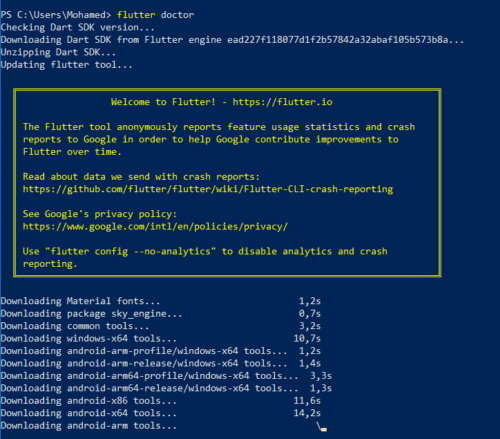 PS C:\Users\Mohamed> flutter doctor
Checking Dart SDK version...
Downloading Dart SDK from Flutter engine ead227f118077d1f2b57842a32abaf105b573b8a...
Unzipping Dart SDK...
Updating flutter tool...
Welcome to Flutter! - https://flutter.io
The Flutter tool anonymously reports feature usage statistics and crash
reports to Google in order to help Google contribute improvements to
Flutter over time.
Read about data we send with crash reports:
https://github.com/flutter/flutter/wiki/Flutter-CLI-crash-reporting
See Google's privacy policy:
https://www.google.com/intl/en/policies/privacy/
Use "flutter config --no-analytics" to disable analytics and crash
reporting.
Downloading Material fonts... 1,2s
Downloading package sky_engine... 0,7s
Downloading common tools... 3,2s
Downloading windows-x64 tools... 10,7s
Downloading android-arm-profile/windows-x64 tools... 1,2s
Downloading android-arm-release/windows-x64 tools... 1,4s
Downloading android-arm64-profile/windows-x64 tools... 3,3s
Downloading android-arm64-release/windows-x64 tools... 1,3s
Downloading android-x86 tools... 11,6s
Downloading android-x64 tools... 14,2s
Downloading android-arm tools... \